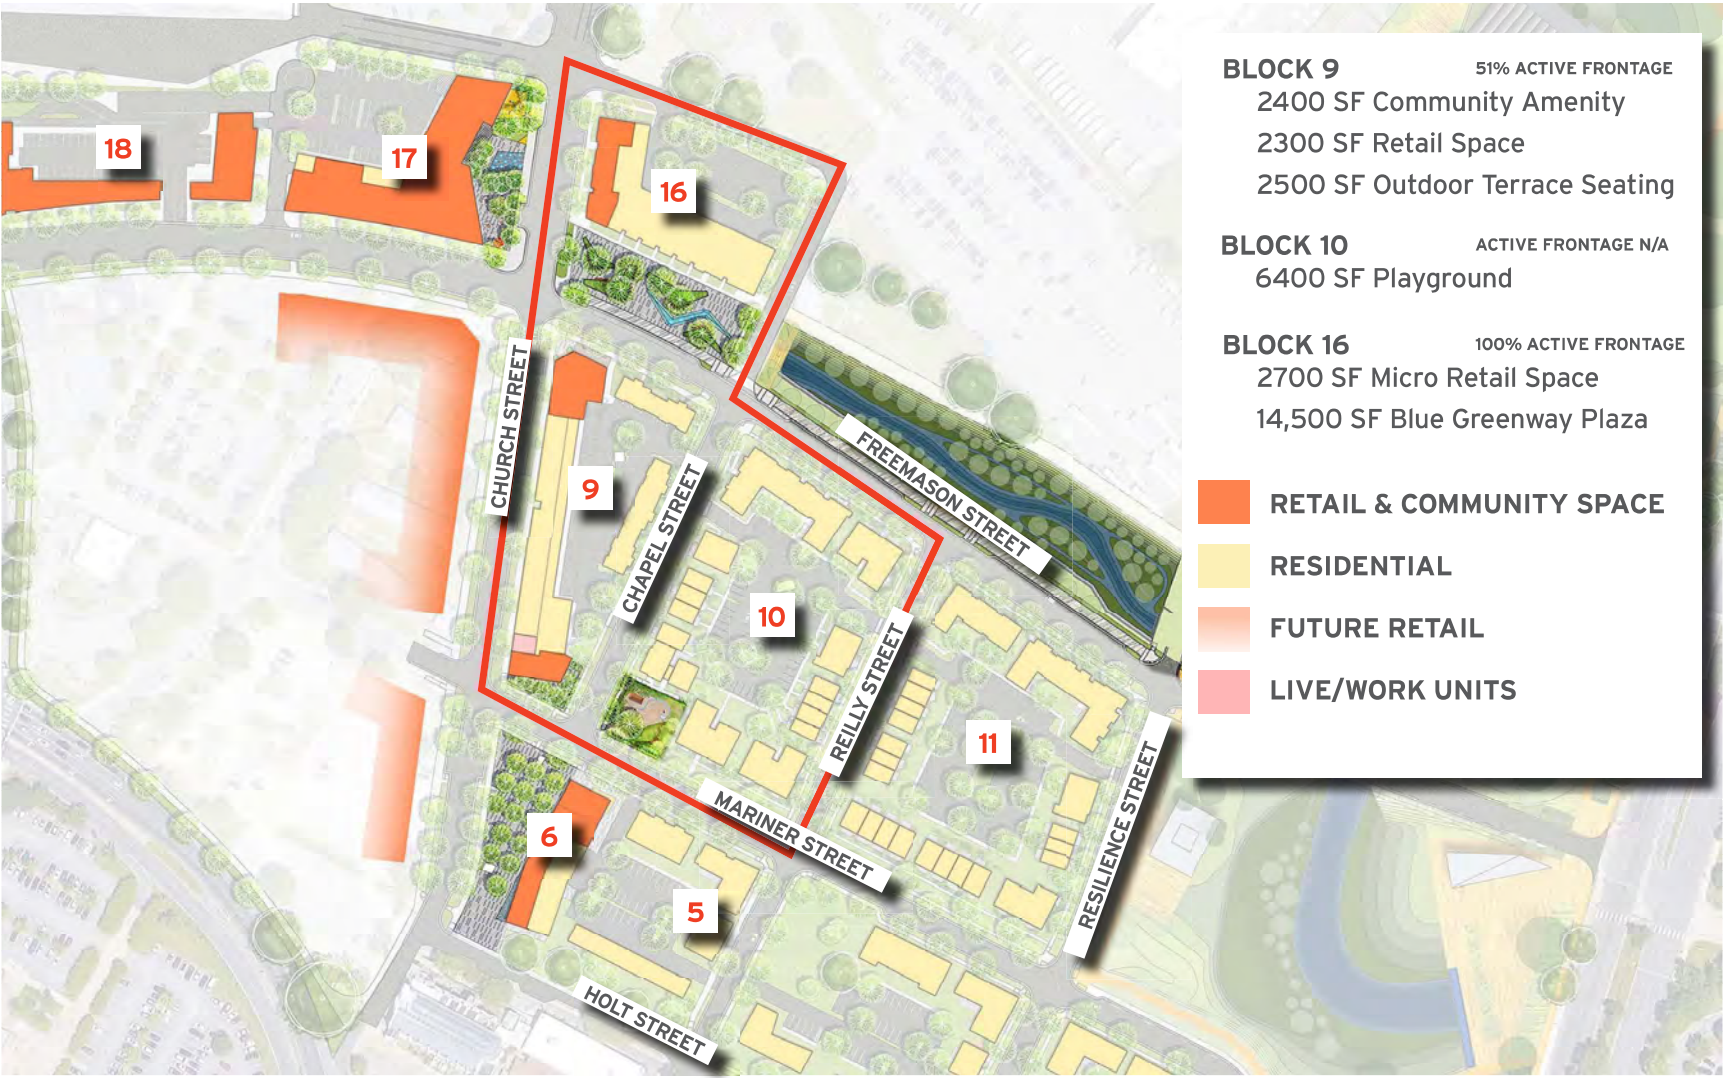 BLOCK 9 51% ACTIVE FRONTAGE
2400 SF Community Amenity
2300 SF Retail Space
2500 SF Outdoor Terrace Seating
BLOCK 10 ACTIVE FRONTAGE N/A
6400 SF Playground
BLOCK 16 100% ACTIVE FRONTAGE
2700 SF Micro Retail Space
14,500 SF Blue Greenway Plaza
RETAIL & COMMUNITY SPACE
RESIDENTIAL
FUTURE RETAIL
LIVE/WORK UNITS
18
17
16
CHURCH STREET
9
CHAPEL STREET
FREEMASON STREET
10
REILLY STREET
11
MARINER STREET
RESILIENCE STREET
6
5
HOLT STREET